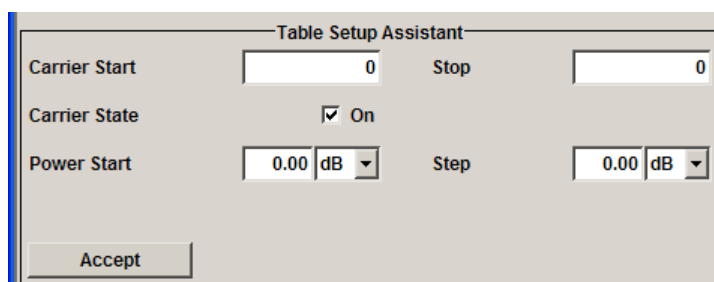 Table Setup Assistant
Carrier Start 0 Stop 0
Carrier State On
Power Start 0.00 dB Step 0.00 dB
Accept